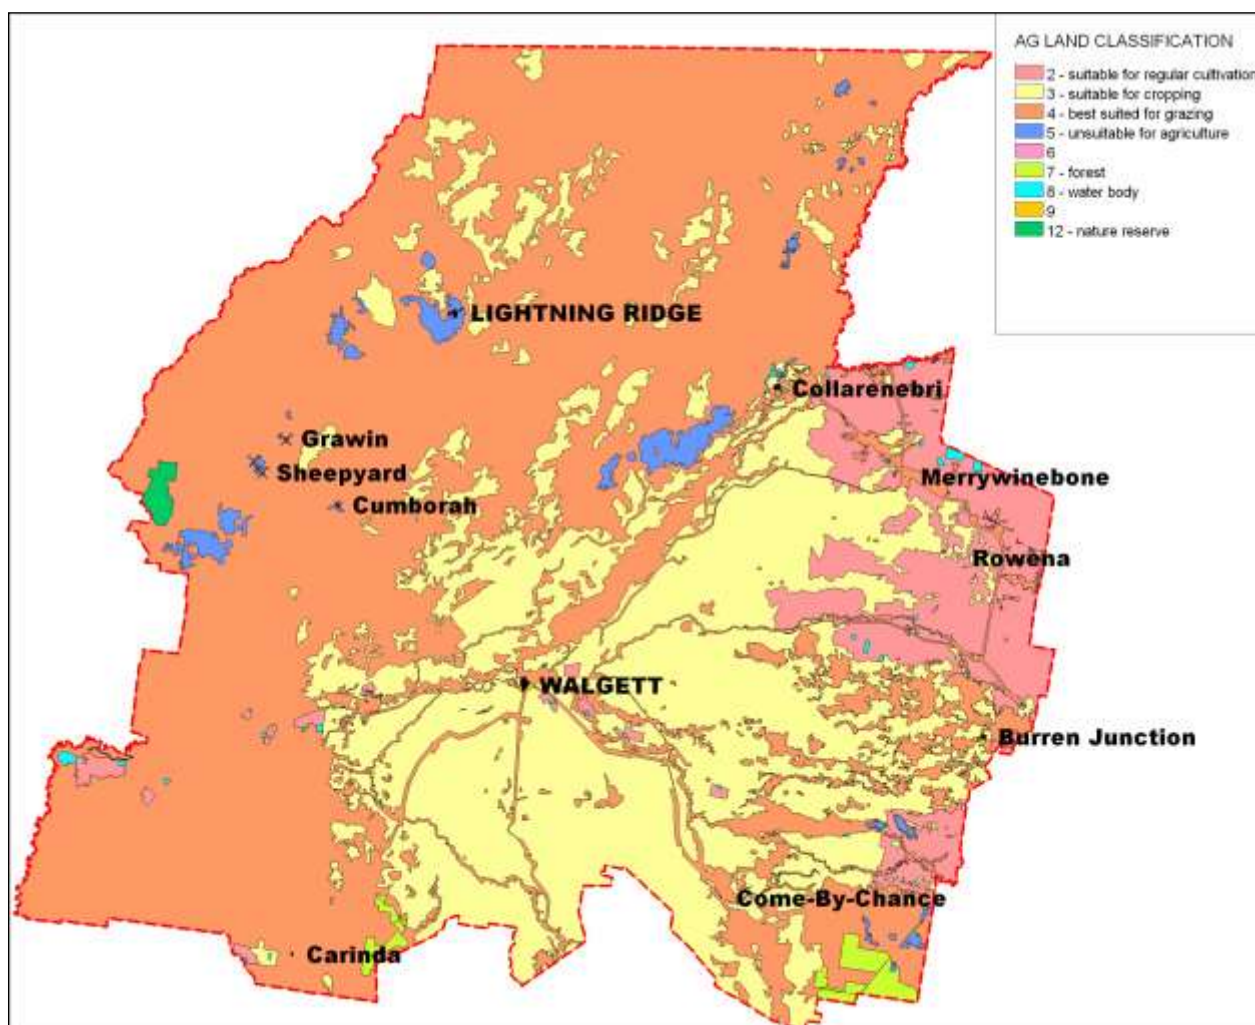 AG LAND CLASSIFICATION
2 - suitable for regular cultivation
3 - suitable for cropping
4 - best suited for grazing
5 - unsuitable for agriculture
6
7 - forest
8 - water body
9
12 - nature reserve
LIGHTNING RIDGE
Collarenebri
Grawin
Sheepyard
Merrywinebone
Cumborah
Rowena
WALGETT
Burren Junction
Come-By-Chance
Carinda